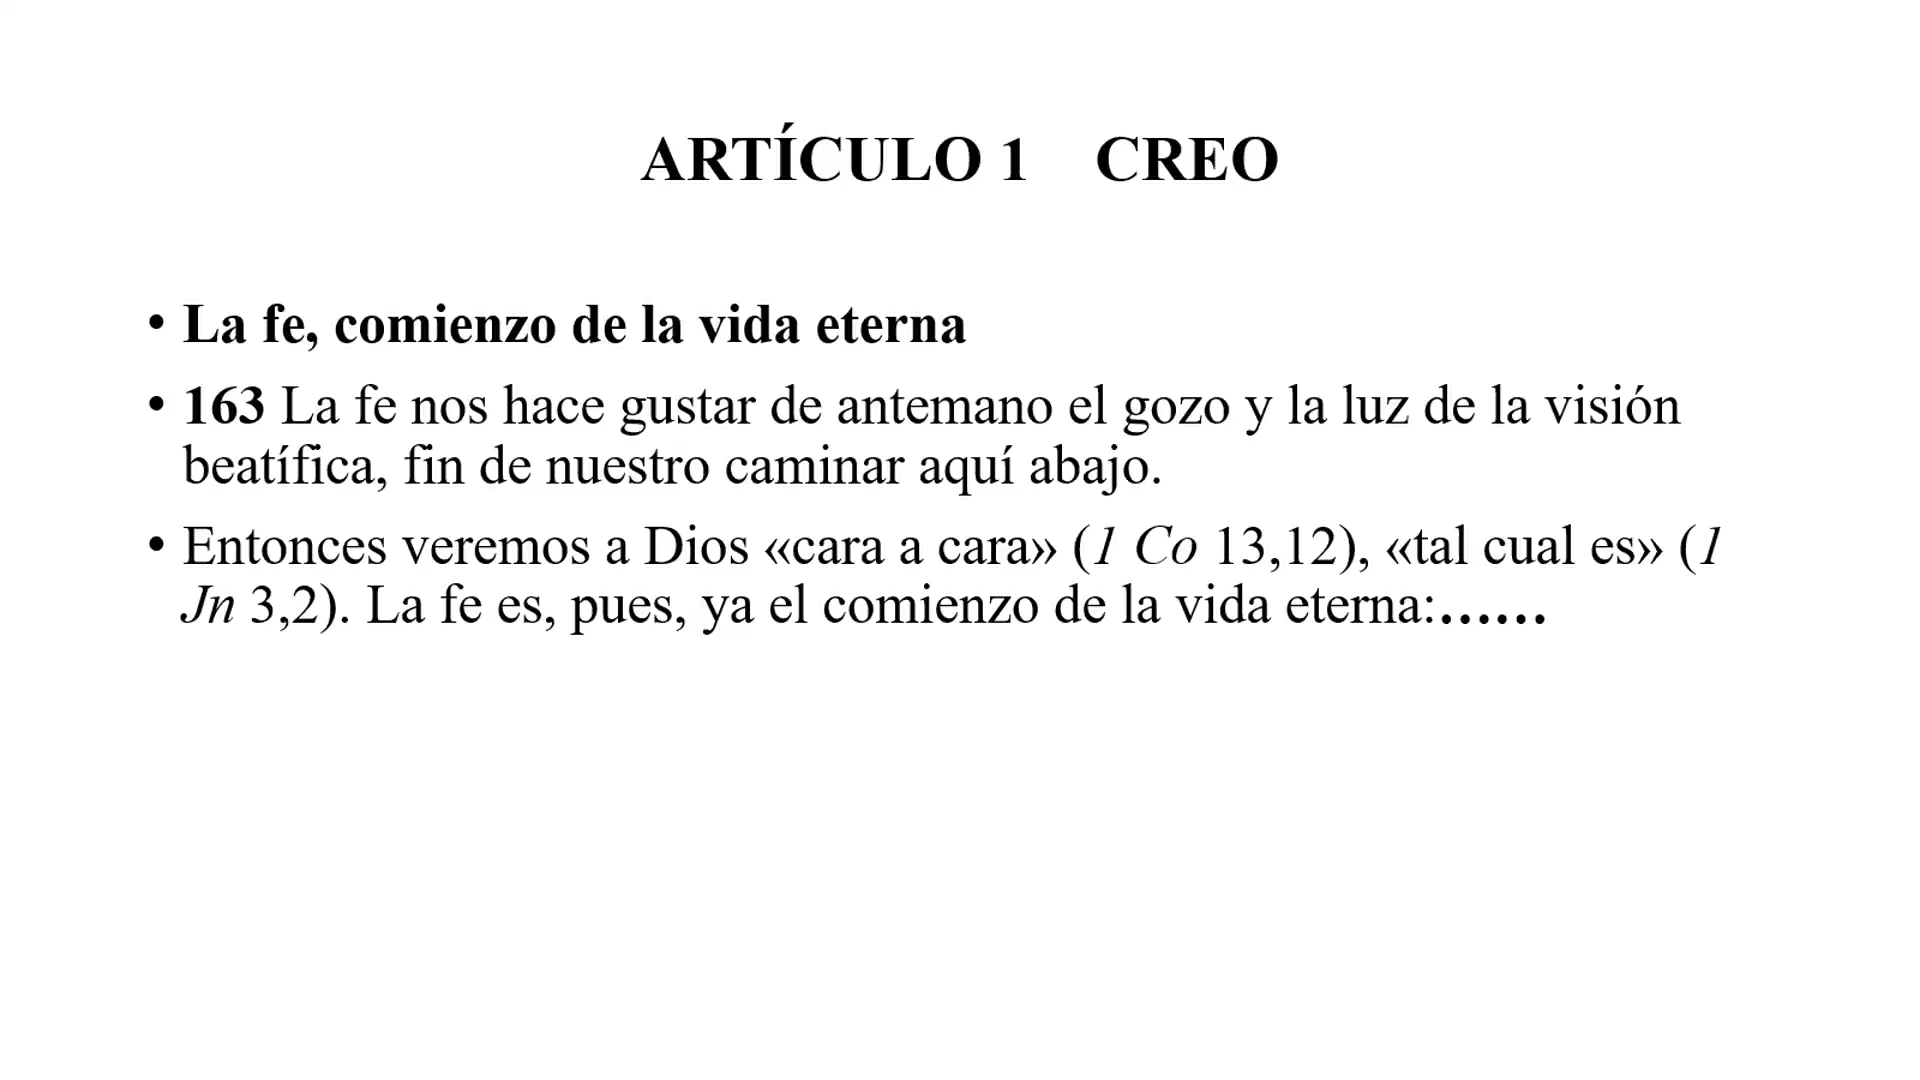 ARTÍCULO 1 CREO
• La fe, comienzo de la vida eterna
• 163 La fe nos hace gustar de antemano el gozo y la luz de la visión
beatífica, fin de nuestro caminar aquí abajo.
• Entonces veremos a Dios «cara a cara» (1 Co 13,12), «tal cual es» (1
Jn 3,2). La fe es, pues, ya el comienzo de la vida eterna:……